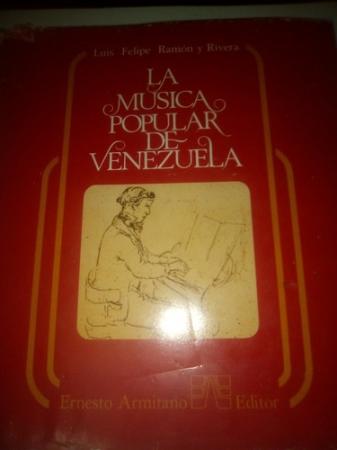 Luis Felipe Ramón y Rivera
LA
MUSICA
POPULAR
DE
VENEZUELA
Ernesto Armitano Editor